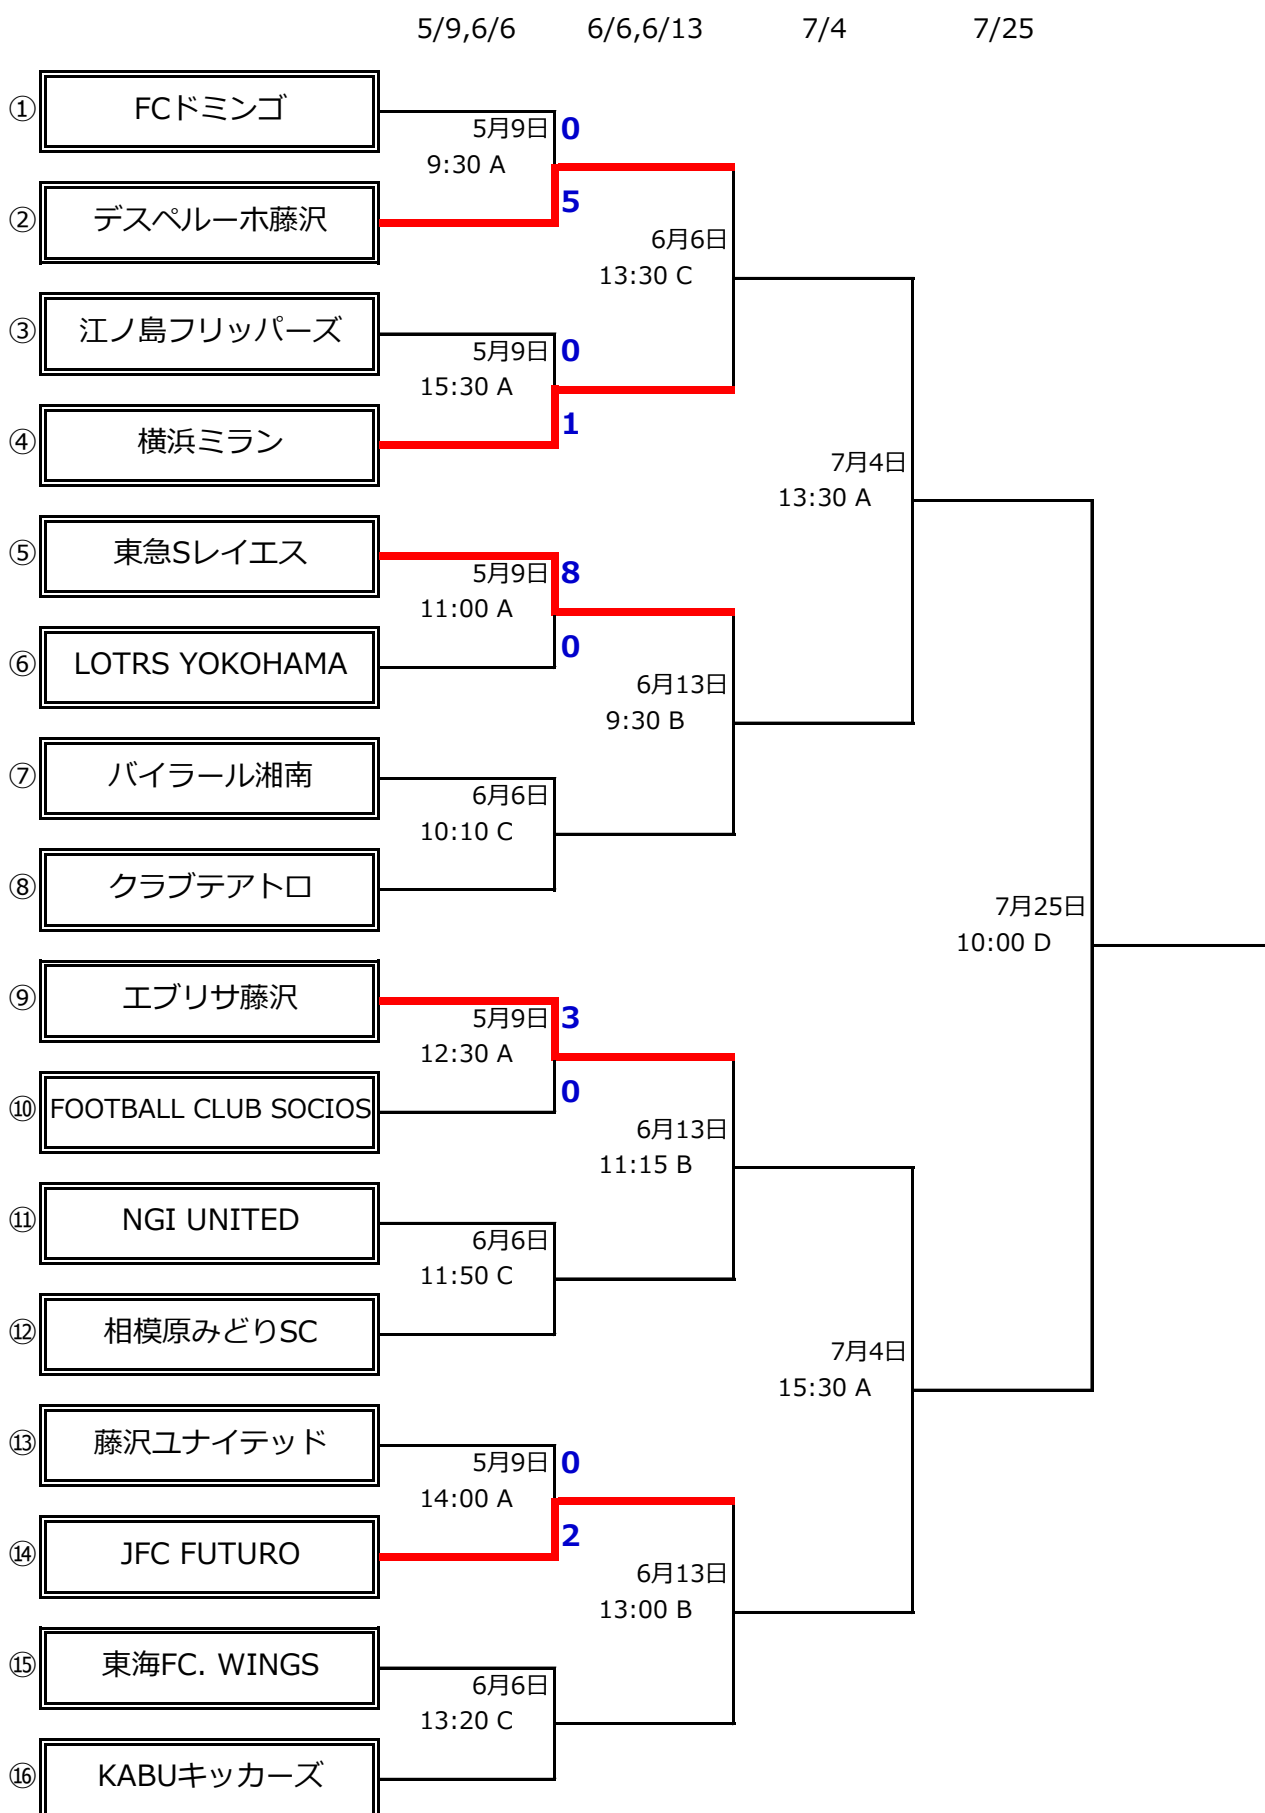 5/9,6/6 6/6,6/13 7/4 7/25
① FCドミンゴ
5月9日 0
9:30 A
② デスペルーホ藤沢
5
6月6日
13:30 C
③ 江ノ島フリッパーズ
5月9日 0
15:30 A
④ 横浜ミラン
1
7月4日
13:30 A
⑤ 東急Sレイエス
5月9日 8
11:00 A
⑥ LOTRS YOKOHAMA
0
6月13日
9:30 B
⑦ バイラール湘南
6月6日
10:10 C
⑧ クラブテアトロ
7月25日
10:00 D
⑨ エブリサ藤沢
5月9日 3
12:30 A
⑩ FOOTBALL CLUB SOCIOS
0
6月13日
11:15 B
⑪ NGI UNITED
6月6日
11:50 C
⑫ 相模原みどりSC
7月4日
15:30 A
⑬ 藤沢ユナイテッド
5月9日 0
14:00 A
⑭ JFC FUTURO
2
6月13日
13:00 B
⑮ 東海FC. WINGS
6月6日
13:20 C
⑯ KABUキッカーズ